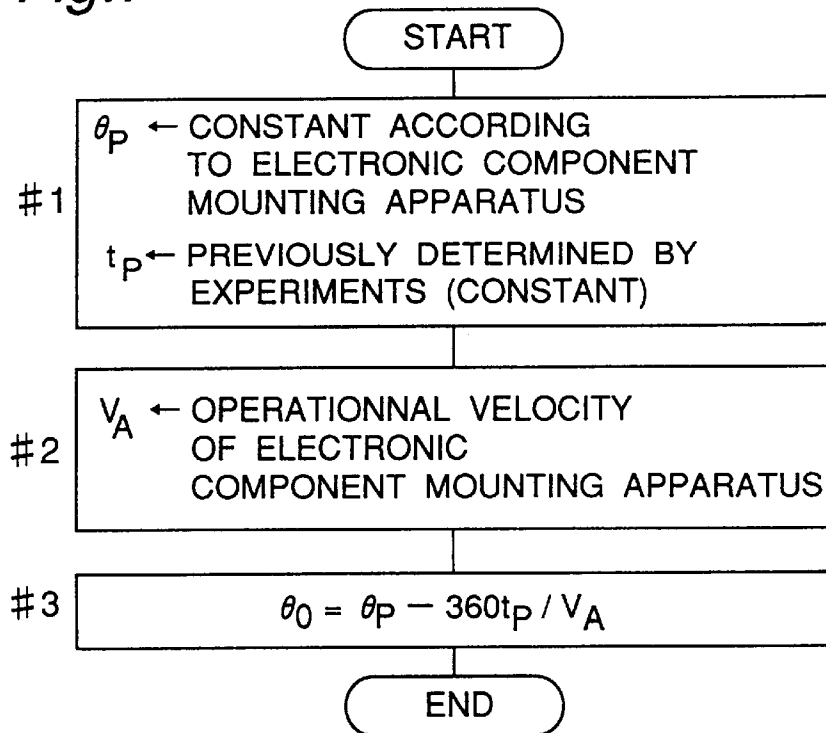 START
#1
θP ← CONSTANT ACCORDING
TO ELECTRONIC COMPONENT
MOUNTING APPARATUS
tP ← PREVIOUSLY DETERMINED BY
EXPERIMENTS (CONSTANT)
#2
VA ← OPERATIONNAL VELOCITY
OF ELECTRONIC
COMPONENT MOUNTING APPARATUS
#3
θ0 = θP − 360tP / VA
END